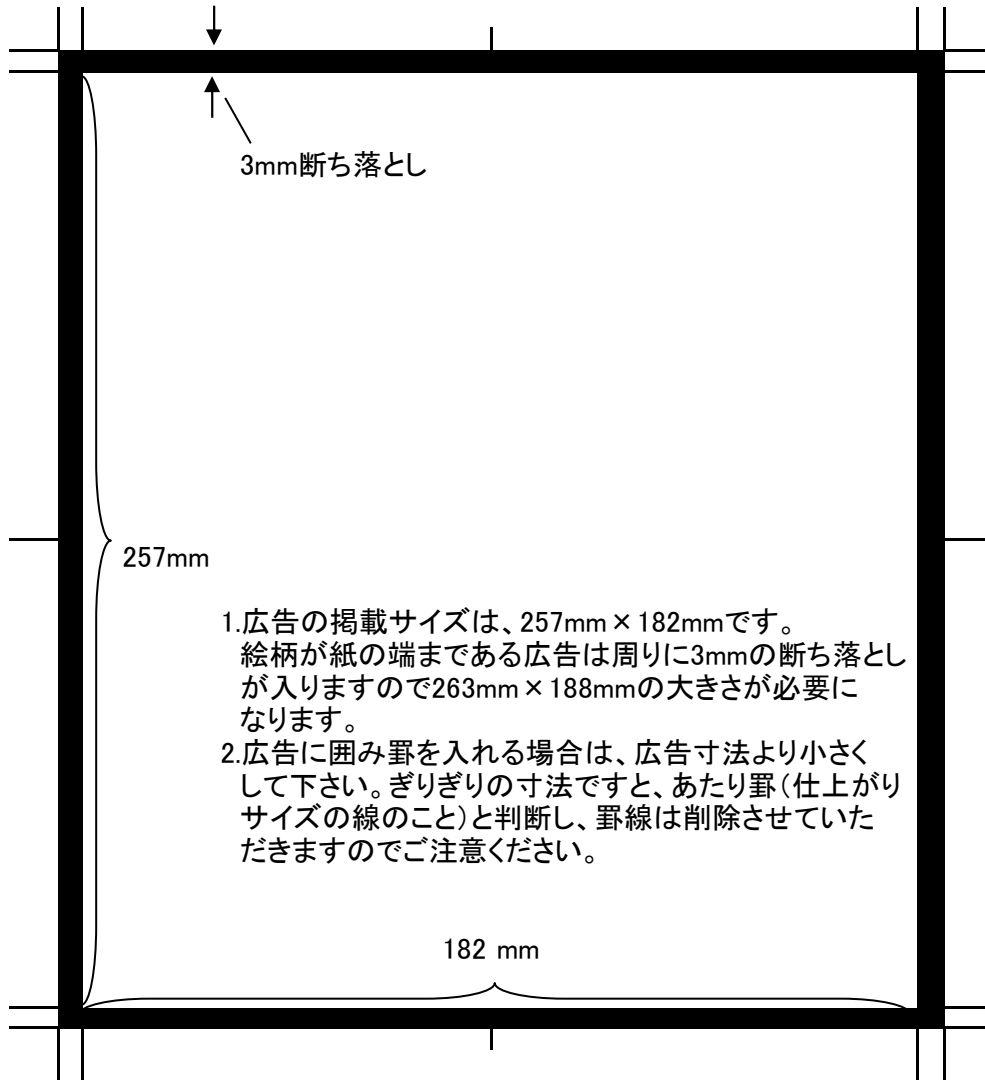 3mm断ち落とし
257mm
1.広告の掲載サイズは、257mm×182mmです。
絵柄が紙の端まである広告は周りに3mmの断ち落とし
が入りますので263mm×188mmの大きさが必要に
なります。
2.広告に囲み罫を入れる場合は、広告寸法より小さく
して下さい。ぎりぎりの寸法ですと、あたり罫(仕上がり
サイズの線のこと)と判断し、罫線は削除させていた
だきますのでご注意ください。
182 mm